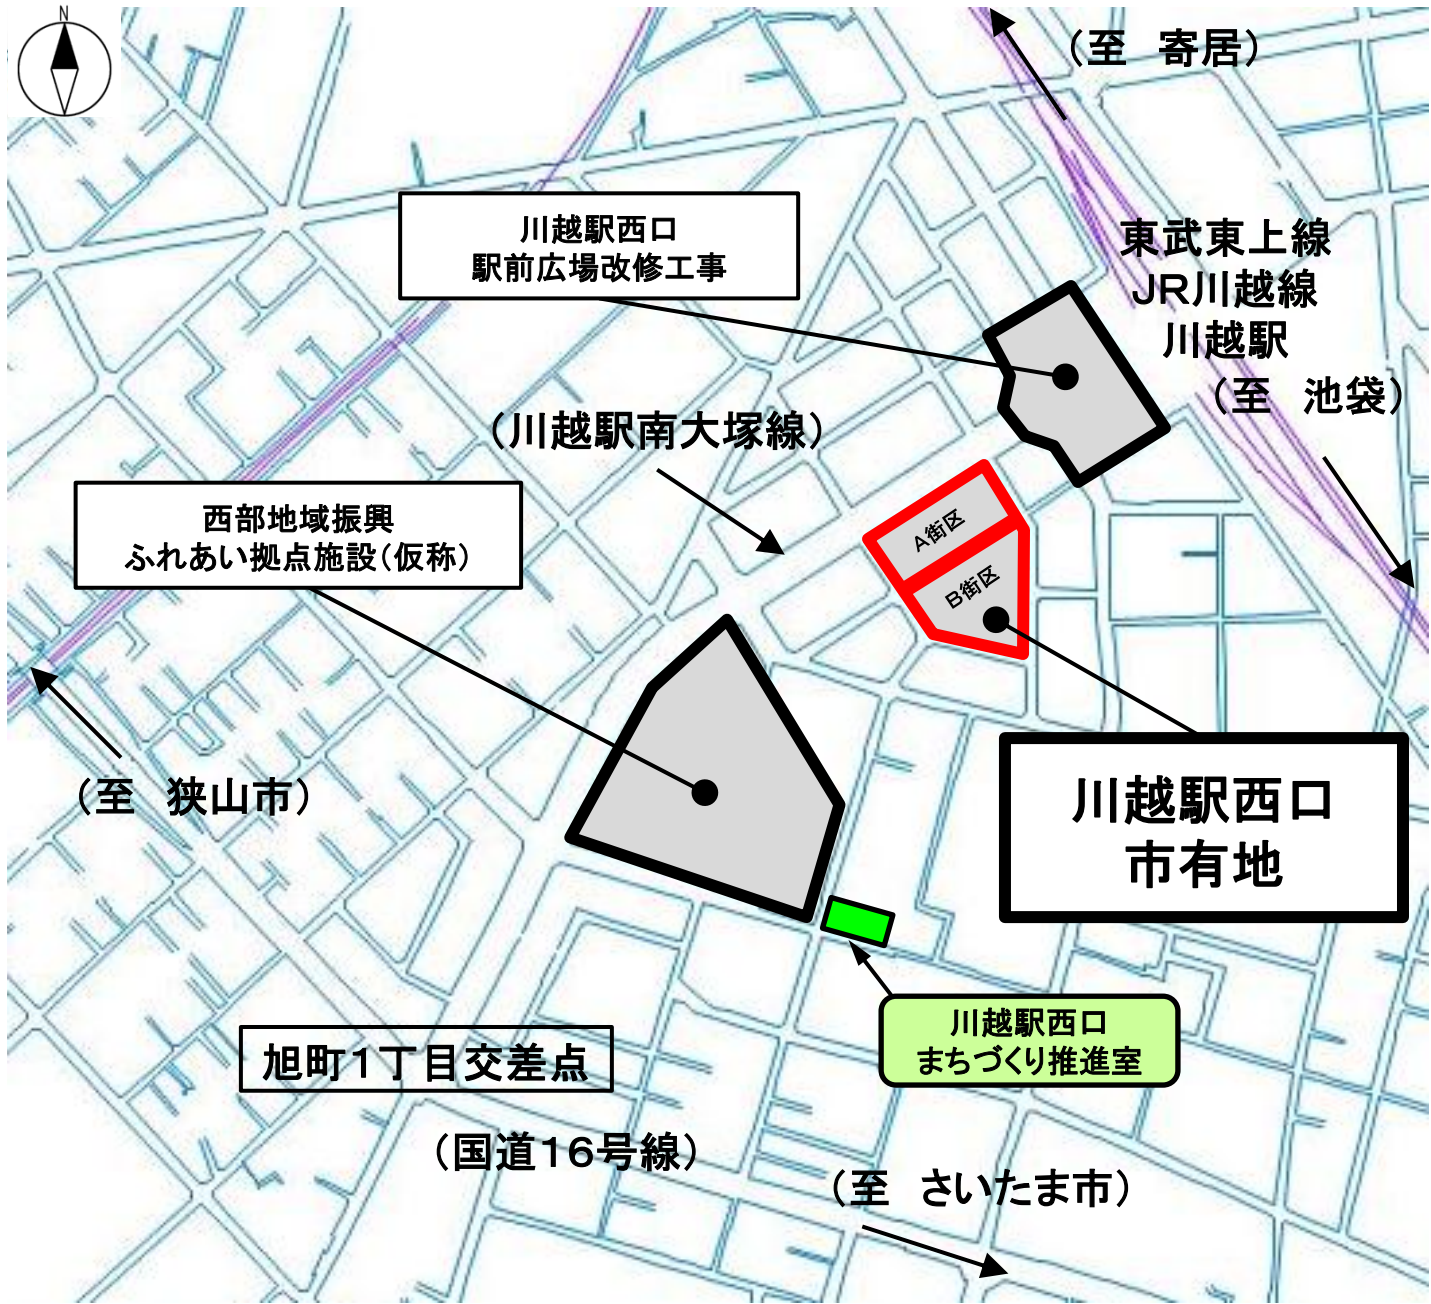 N
(至　寄居)
川越駅西口
駅前広場改修工事
東武東上線
JR川越線
川越駅
(至　池袋)
(川越駅南大塚線)
西部地域振興
ふれあい拠点施設(仮称)
A街区
B街区
(至　狭山市)
川越駅西口
市有地
川越駅西口
まちづくり推進室
旭町1丁目交差点
(国道16号線)
(至　さいたま市)